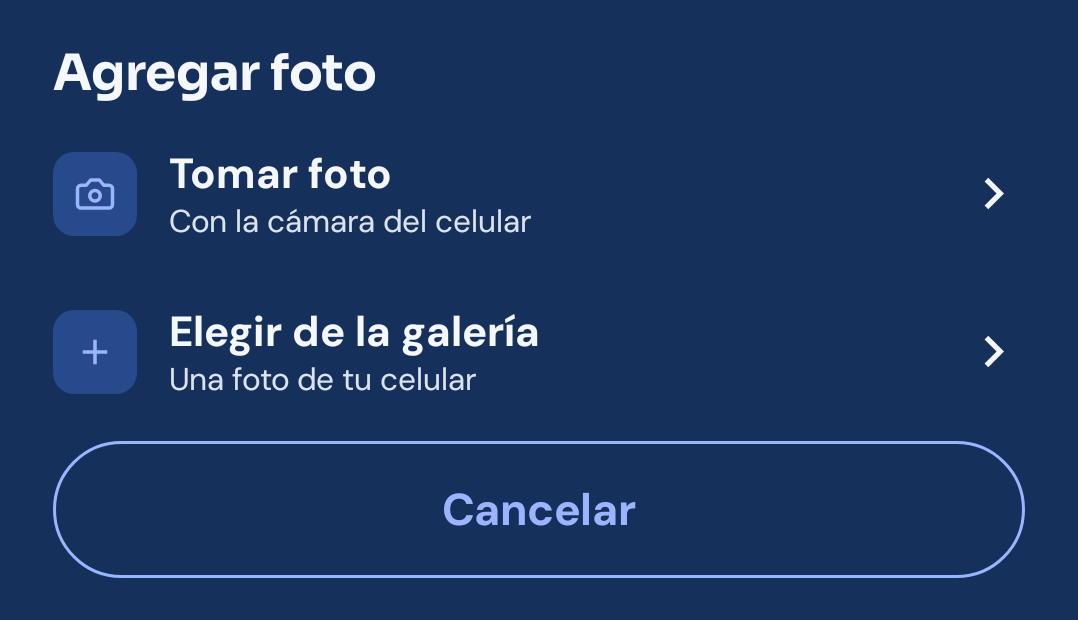 Agregar foto
Tomar foto
Con la cámara del celular
Elegir de la galería
Una foto de tu celular
Cancelar